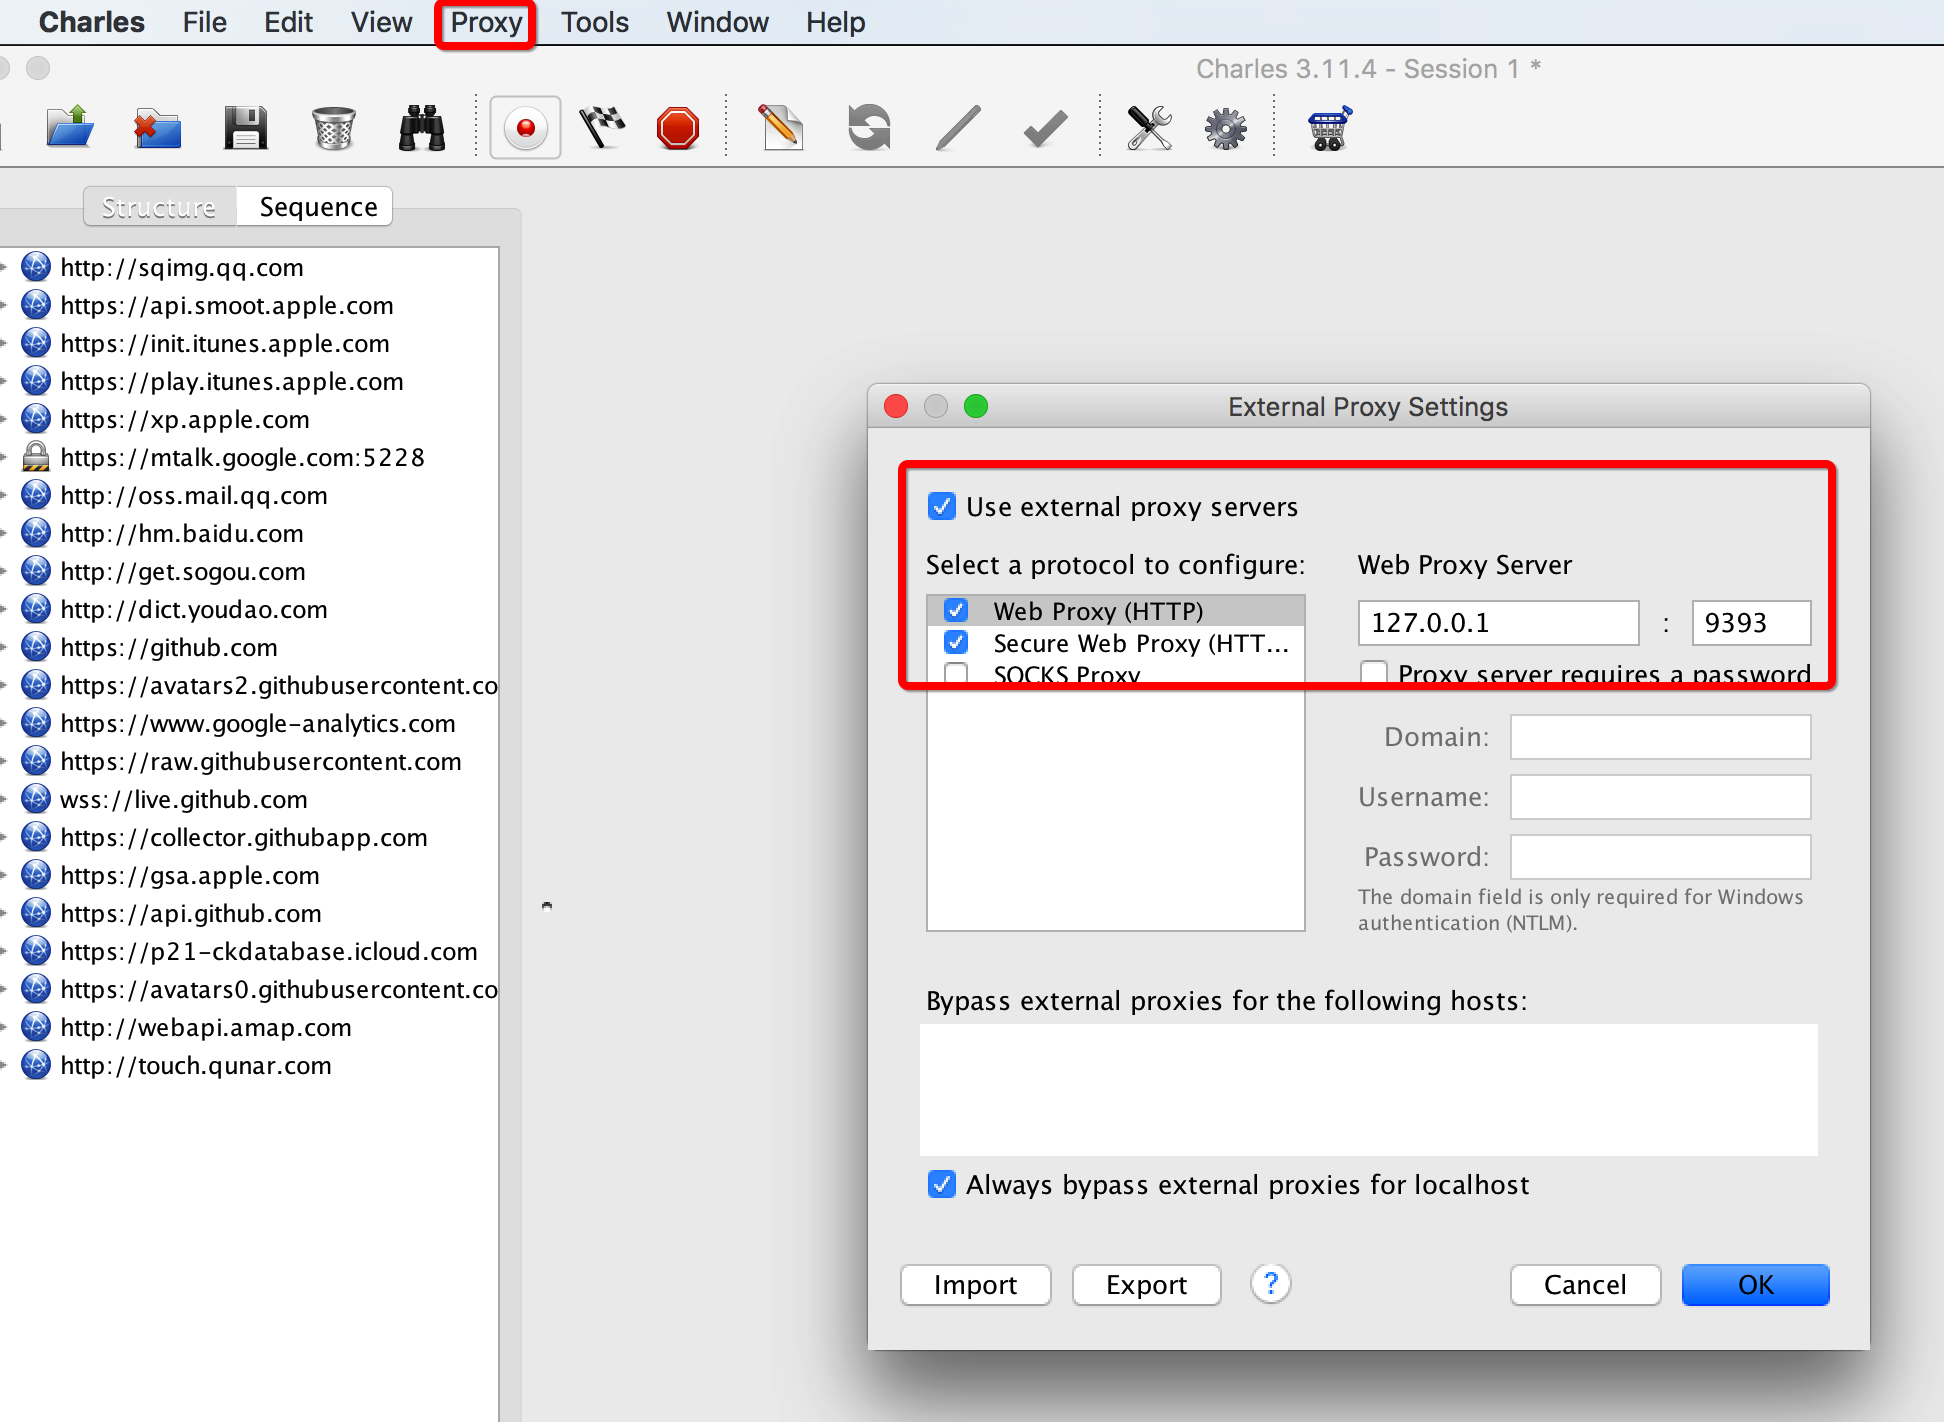 Charles File Edit View Proxy Tools Window Help
Charles 3.11.4 - Session 1 *
Structure Sequence
http://sqimg.qq.com
https://api.smoot.apple.com
https://init.itunes.apple.com
https://play.itunes.apple.com
https://xp.apple.com
https://mtalk.google.com:5228
http://oss.mail.qq.com
http://hm.baidu.com
http://get.sogou.com
http://dict.youdao.com
https://github.com
https://avatars2.githubusercontent.co
https://www.google-analytics.com
https://raw.githubusercontent.com
wss://live.github.com
https://collector.githubapp.com
https://gsa.apple.com
https://api.github.com
https://p21-ckdatabase.icloud.com
https://avatars0.githubusercontent.co
http://webapi.amap.com
http://touch.qunar.com
External Proxy Settings
Use external proxy servers
Select a protocol to configure:
Web Proxy (HTTP)
Secure Web Proxy (HTT...
SOCKS Proxy
Web Proxy Server
127.0.0.1 : 9393
Proxy server requires a password
Domain:
Username:
Password:
The domain field is only required for Windows
authentication (NTLM).
Bypass external proxies for the following hosts:
Always bypass external proxies for localhost
Import Export ? Cancel OK